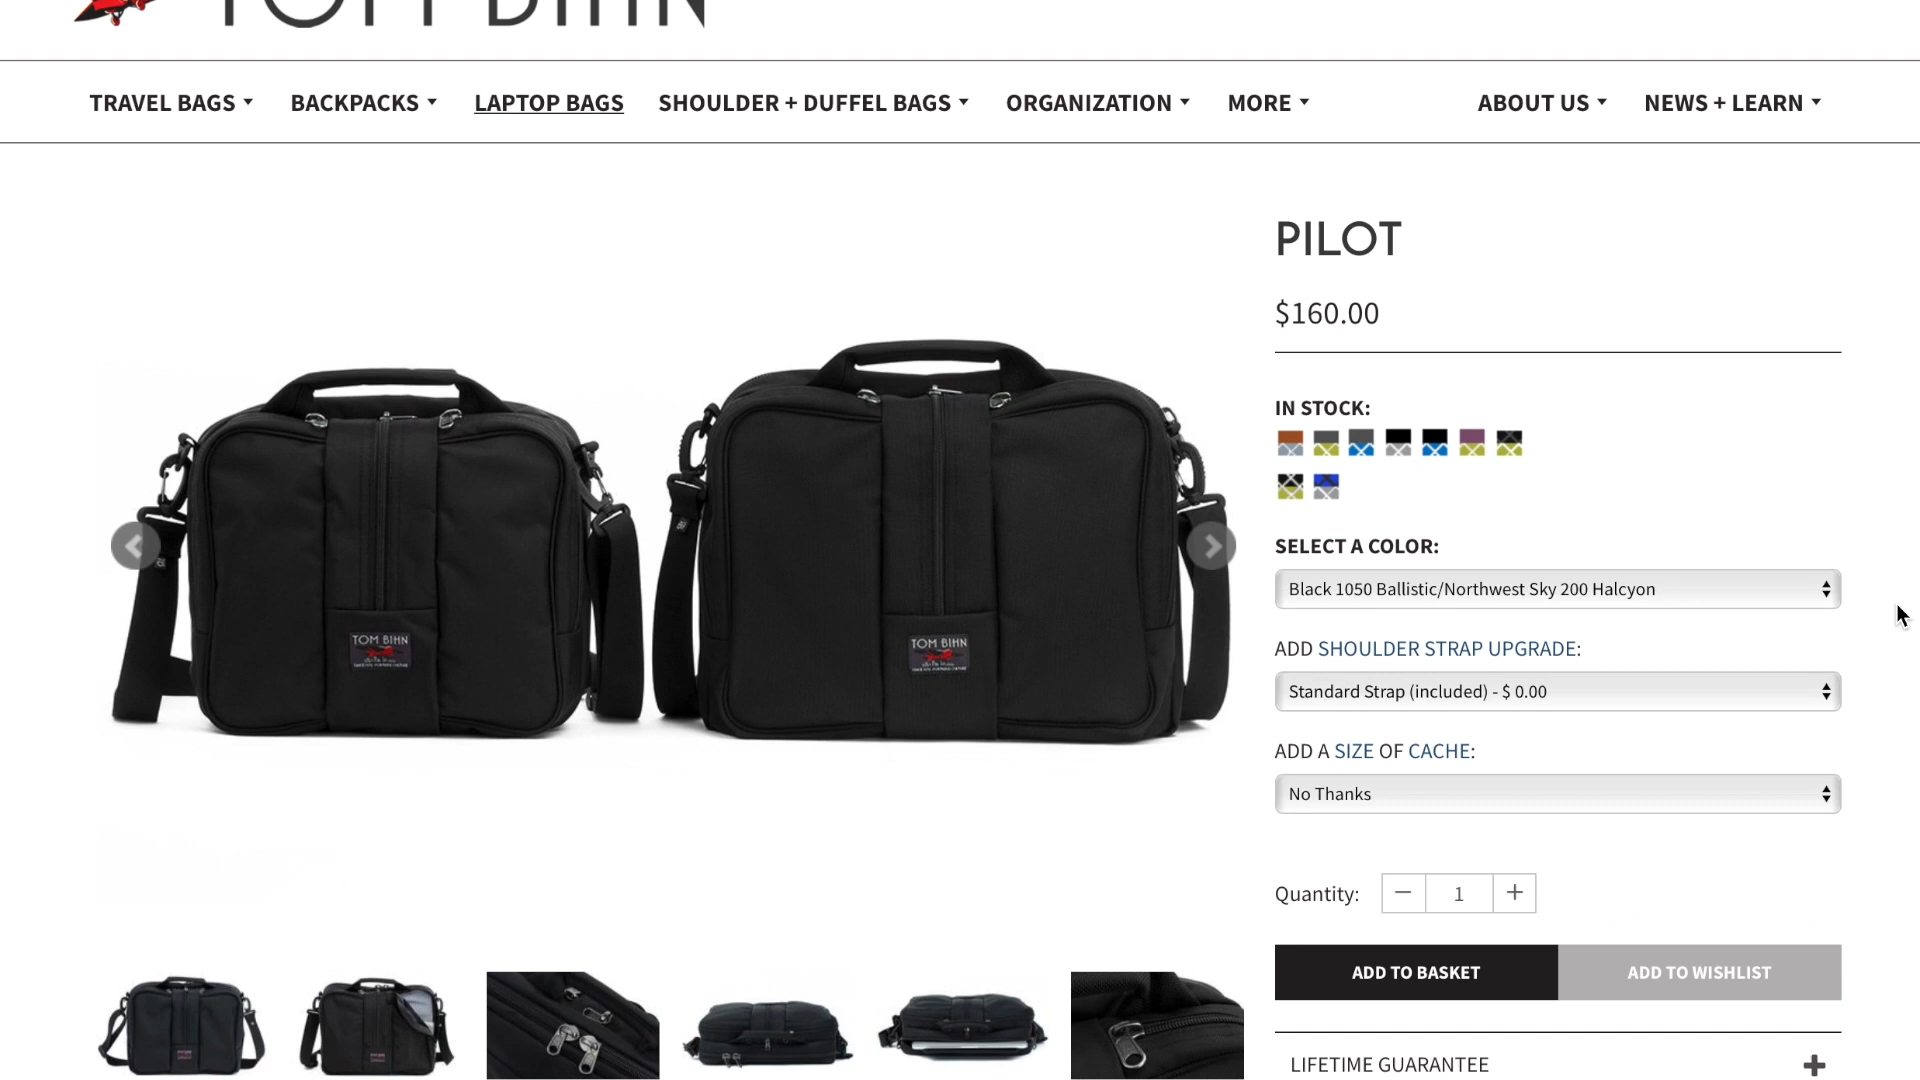 TOM BIHN
TRAVEL BAGS
BACKPACKS
LAPTOP BAGS
SHOULDER + DUFFEL BAGS
ORGANIZATION
MORE
ABOUT US
NEWS + LEARN
PILOT
$160.00
IN STOCK:
SELECT A COLOR:
Black 1050 Ballistic/Northwest Sky 200 Halcyon
ADD SHOULDER STRAP UPGRADE:
Standard Strap (included) - $ 0.00
ADD A SIZE OF CACHE:
No Thanks
Quantity:
1
ADD TO BASKET
ADD TO WISHLIST
LIFETIME GUARANTEE
TOM BIHN
TOM BIHN